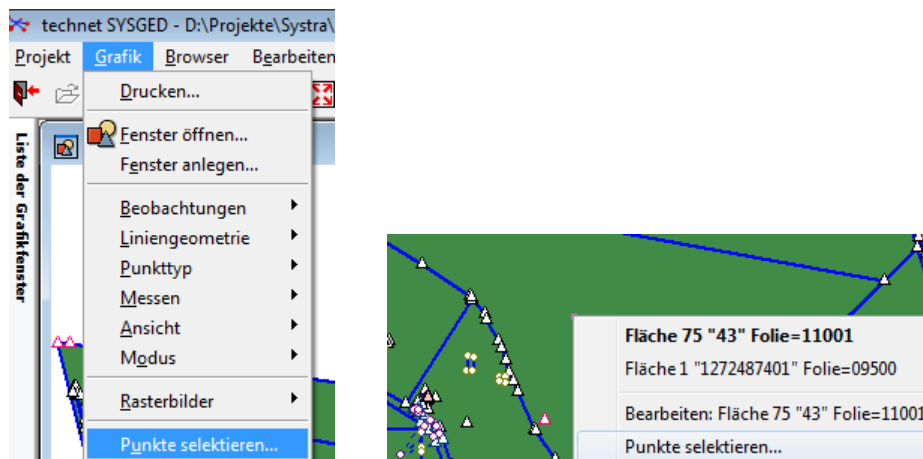 technet SYSGED - D:\Projekte\Systra\
Projekt Grafik Browser Bearbeiten
Drucken...
Fenster öffnen...
Fenster anlegen...
Beobachtungen
Liniengeometrie
Punkttyp
Messen
Ansicht
Modus
Rasterbilder
Punkte selektieren...
Liste der Grafikfenster
Fläche 75 "43" Folie=11001
Fläche 1 "1272487401" Folie=09500
Bearbeiten: Fläche 75 "43" Folie=11001
Punkte selektieren...